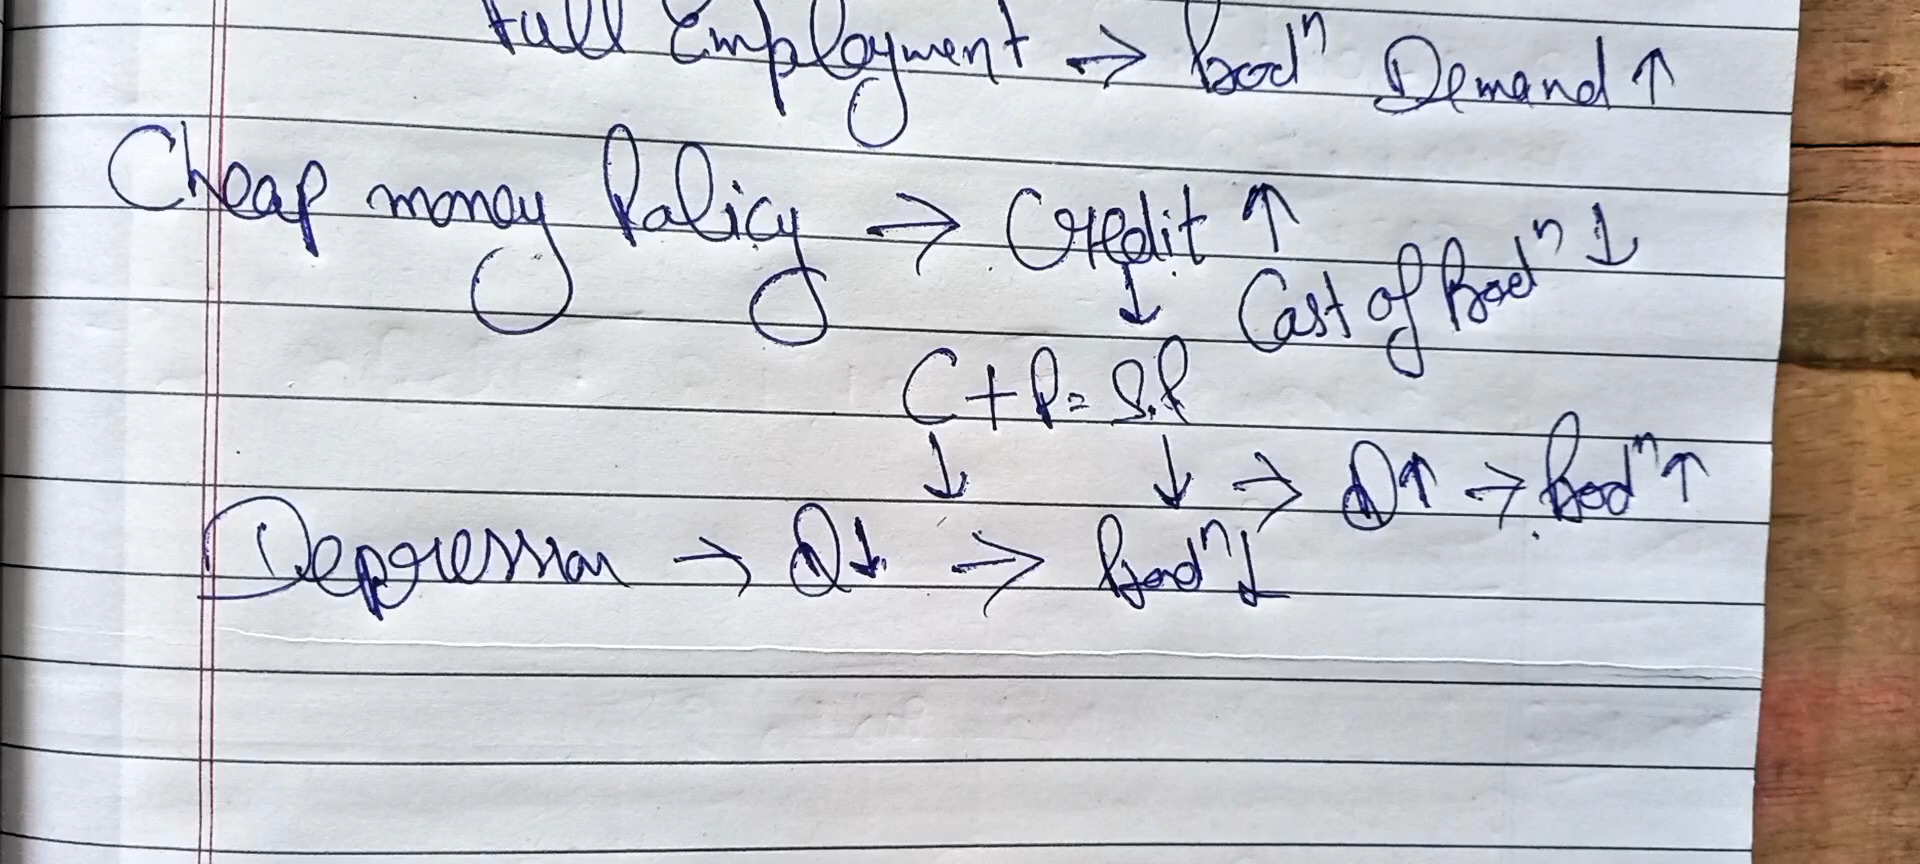 Full Employment → Prodⁿ Demand ↑
Cheap money Policy → Credit ↑
↓ Cost of Prodⁿ ↓
C + P = S.P
↓ ↓ → D↑ → Prodⁿ ↑
Depression → D↓ → Prodⁿ ↓